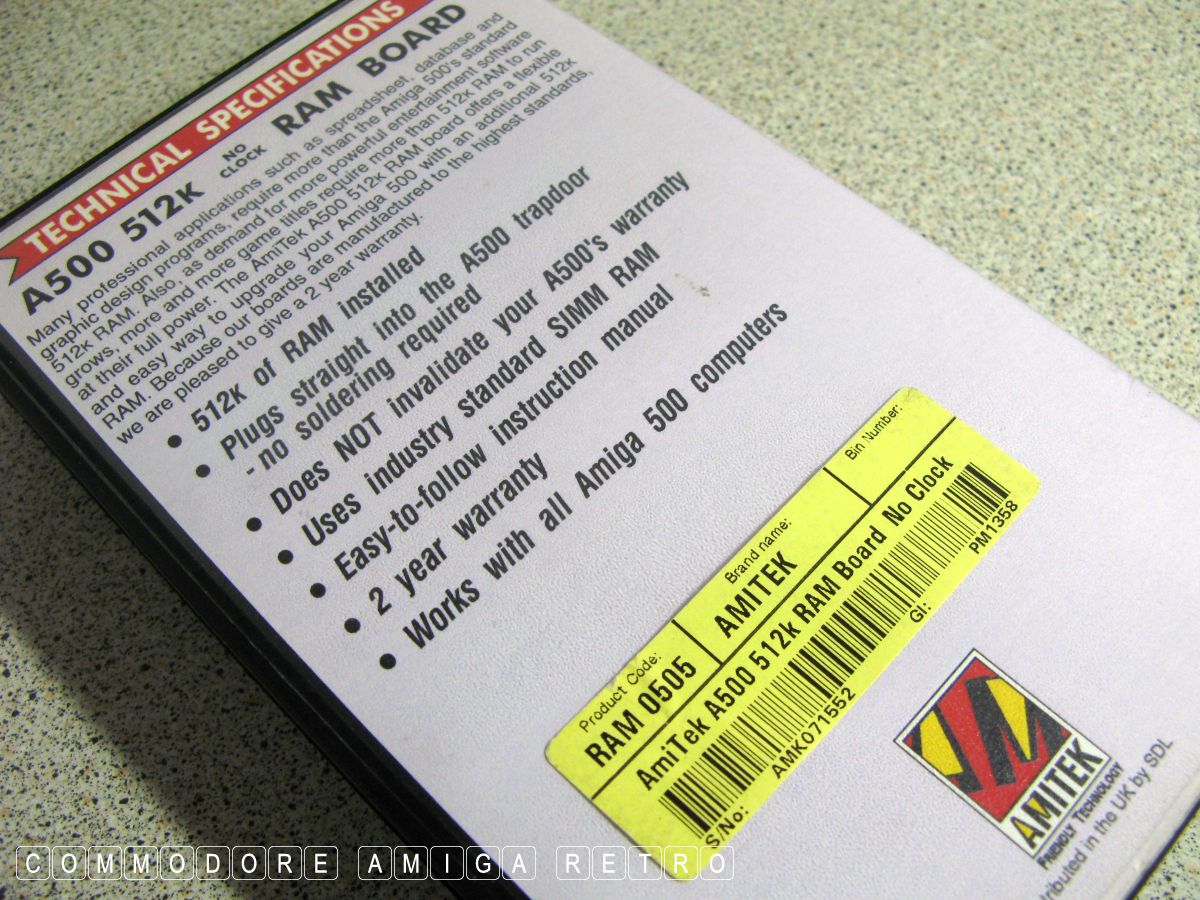 TECHNICAL SPECIFICATIONS
A500 512K NO CLOCK RAM BOARD
Many professional applications such as spreadsheet, database and
graphic design programs, require more than the Amiga 500's standard
512k RAM. Also, as demand for more powerful entertainment software
grows, more and more game titles require more than 512k RAM to run
at their full power. The AmiTek A500 512k RAM board offers a flexible
and easy way to upgrade your Amiga 500 with an additional 512k
RAM. Because our boards are manufactured to the highest standards,
we are pleased to give a 2 year warranty.
• 512k of RAM installed
• Plugs straight into the A500 trapdoor
- no soldering required
• Does NOT invalidate your A500's warranty
• Uses industry standard SIMM RAM
• Easy-to-follow instruction manual
• 2 year warranty
• Works with all Amiga 500 computers
Product Code:
RAM 0505
Brand name:
AMITEK
Bin Number:
AmiTek A500 512k RAM Board No Clock
S/No:
AMK071552
GI:
PM1358
AMITEK
FRIENDLY TECHNOLOGY
tributed in the UK by SDL
COMMODORE AMIGA RETRO